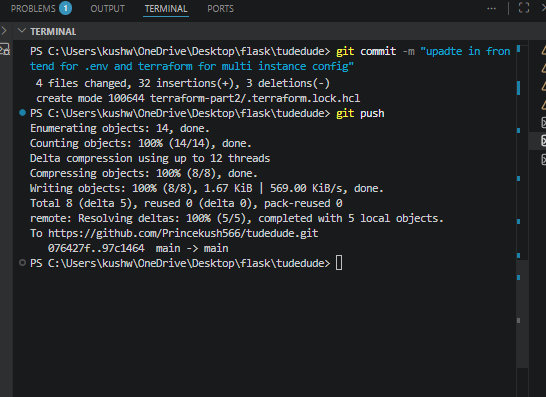 PROBLEMS 1 OUTPUT TERMINAL PORTS ...
TERMINAL
PS C:\Users\kushw\OneDrive\Desktop\flask\tudedude> git commit -m "upadte in fron
tend for .env and terraform for multi instance config"
4 files changed, 32 insertions(+), 3 deletions(-)
create mode 100644 terraform-part2/.terraform.lock.hcl
PS C:\Users\kushw\OneDrive\Desktop\flask\tudedude> git push
Enumerating objects: 14, done.
Counting objects: 100% (14/14), done.
Delta compression using up to 12 threads
Compressing objects: 100% (8/8), done.
Writing objects: 100% (8/8), 1.67 KiB | 569.00 KiB/s, done.
Total 8 (delta 5), reused 0 (delta 0), pack-reused 0
remote: Resolving deltas: 100% (5/5), completed with 5 local objects.
To https://github.com/Princekush566/tudedude.git
076427f..97c1464 main -> main
PS C:\Users\kushw\OneDrive\Desktop\flask\tudedude>